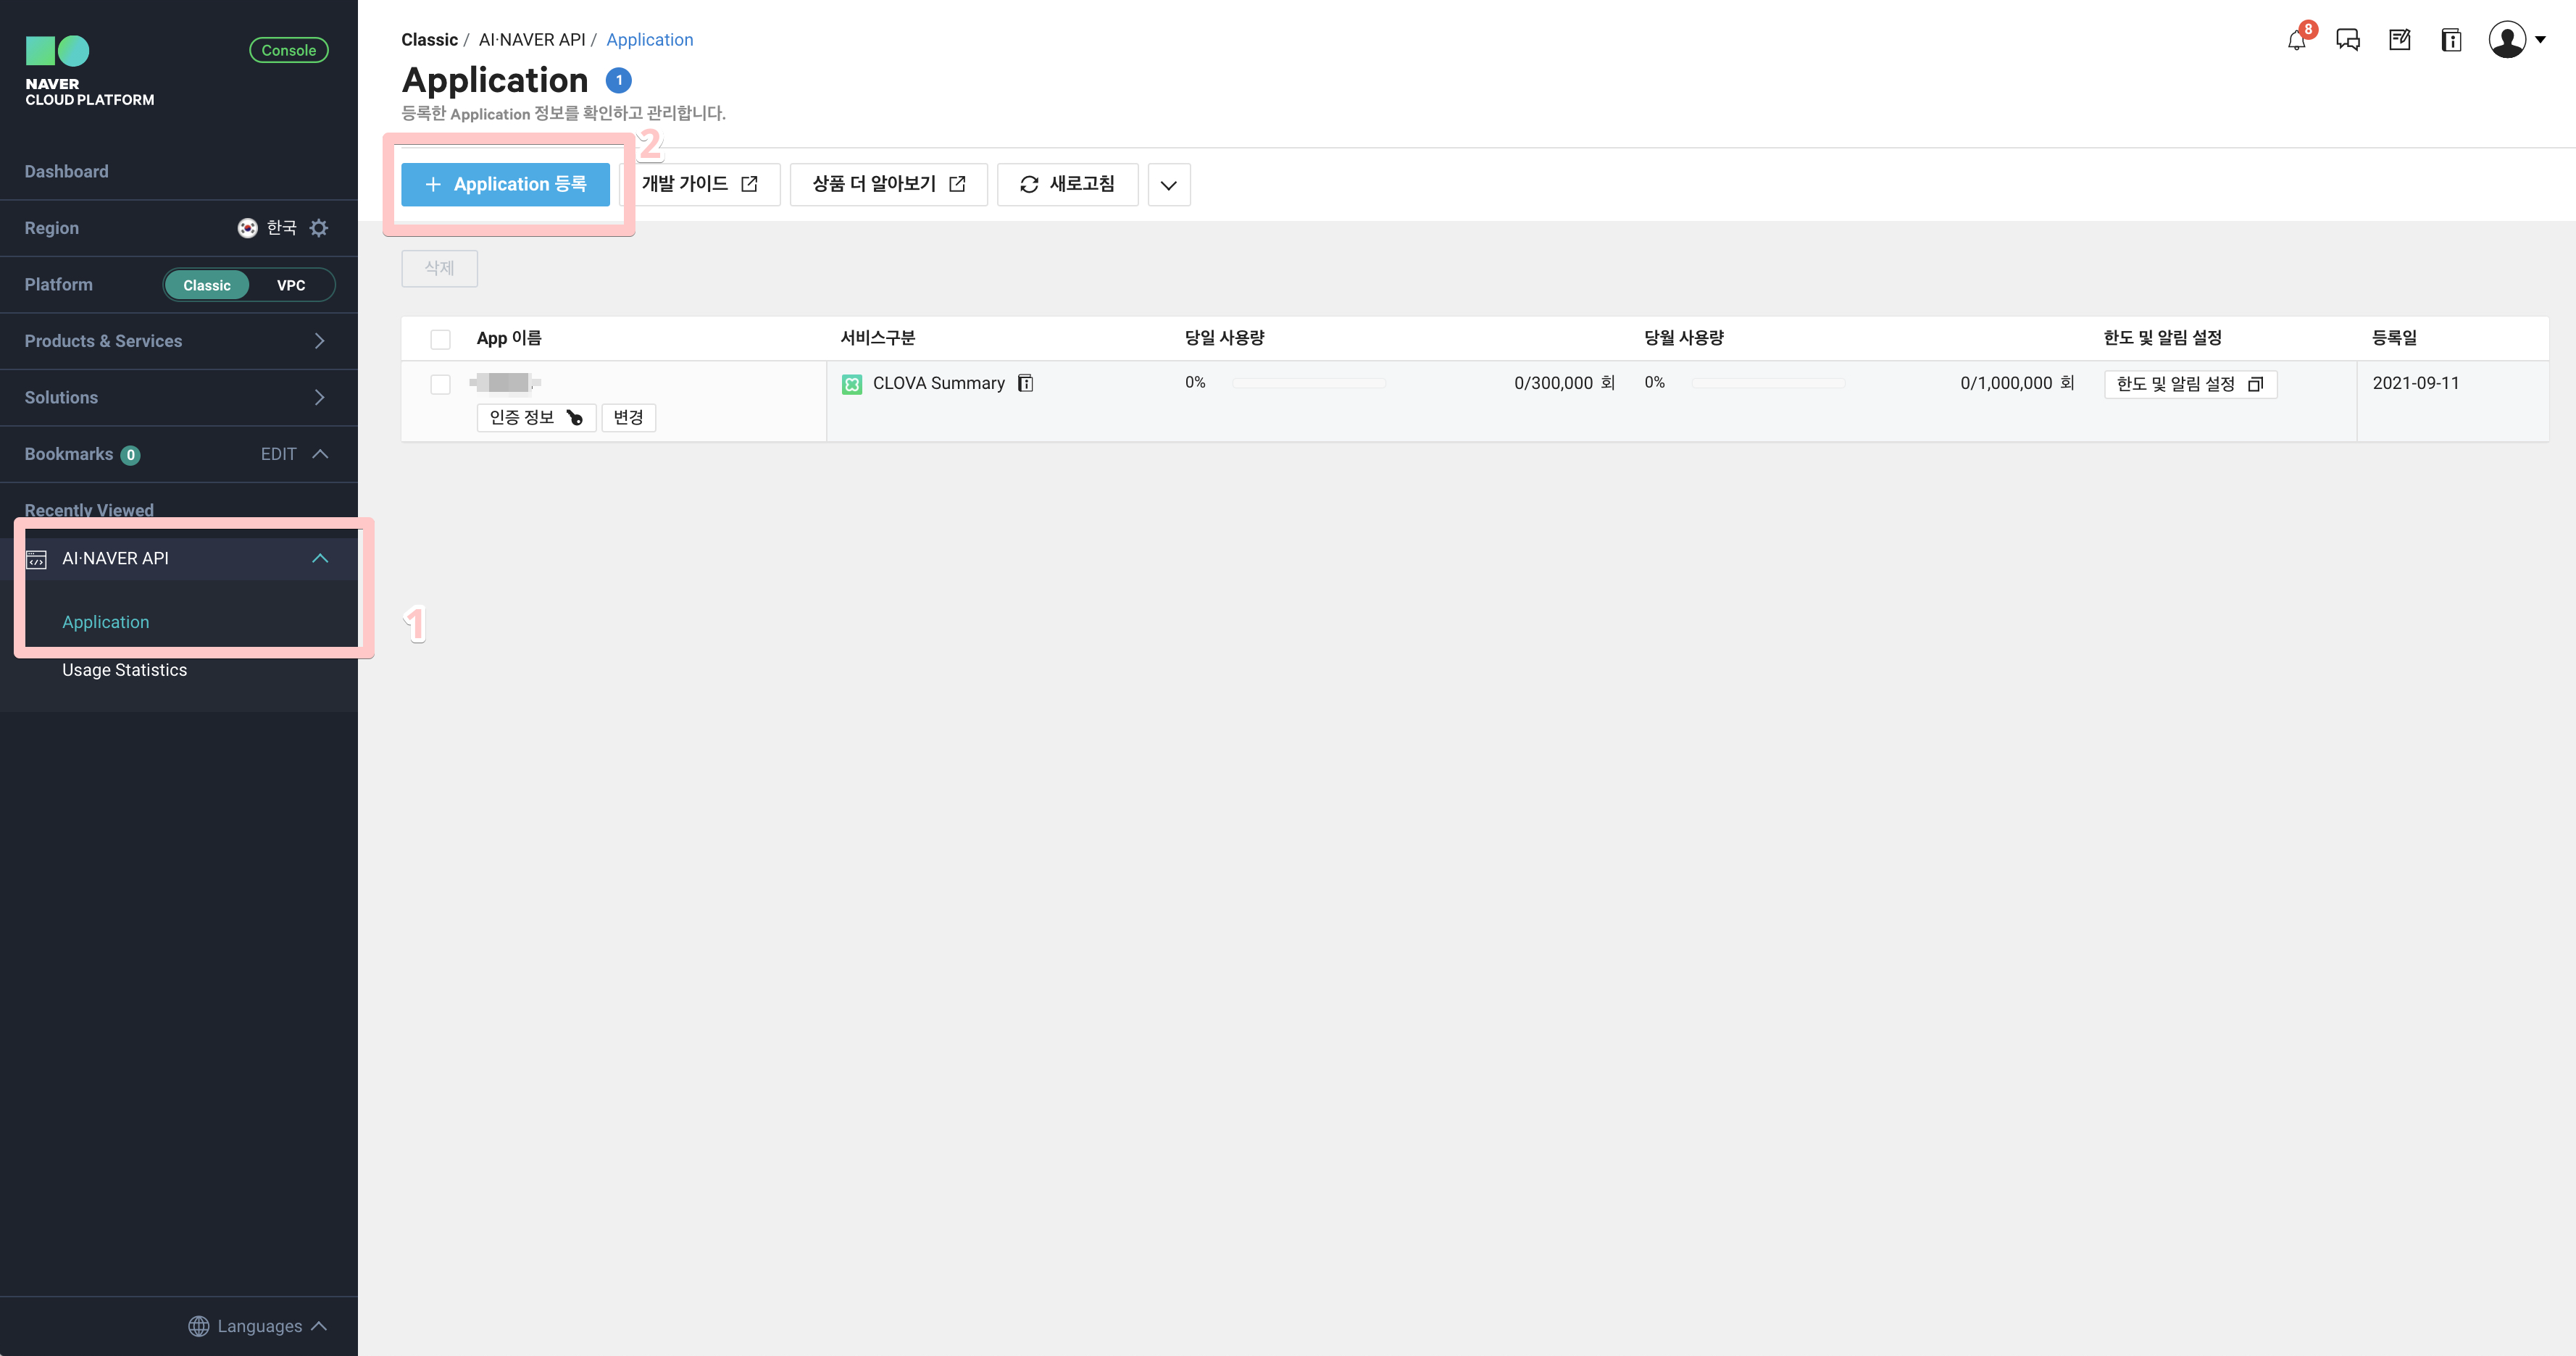 NAVER
CLOUD PLATFORM
Console
Dashboard
Region 한국
Platform Classic VPC
Products & Services
Solutions
Bookmarks 0 EDIT
Recently Viewed
AI·NAVER API
Application
Usage Statistics
1
Languages
Classic / AI·NAVER API / Application
8
Application 1
등록한 Application 정보를 확인하고 관리합니다.
2
+ Application 등록 개발 가이드 상품 더 알아보기 새로고침
삭제
App 이름 서비스구분 당일 사용량 당월 사용량 한도 및 알림 설정 등록일
CLOVA Summary 0% 0/300,000 회 0% 0/1,000,000 회 한도 및 알림 설정 2021-09-11
인증 정보 변경